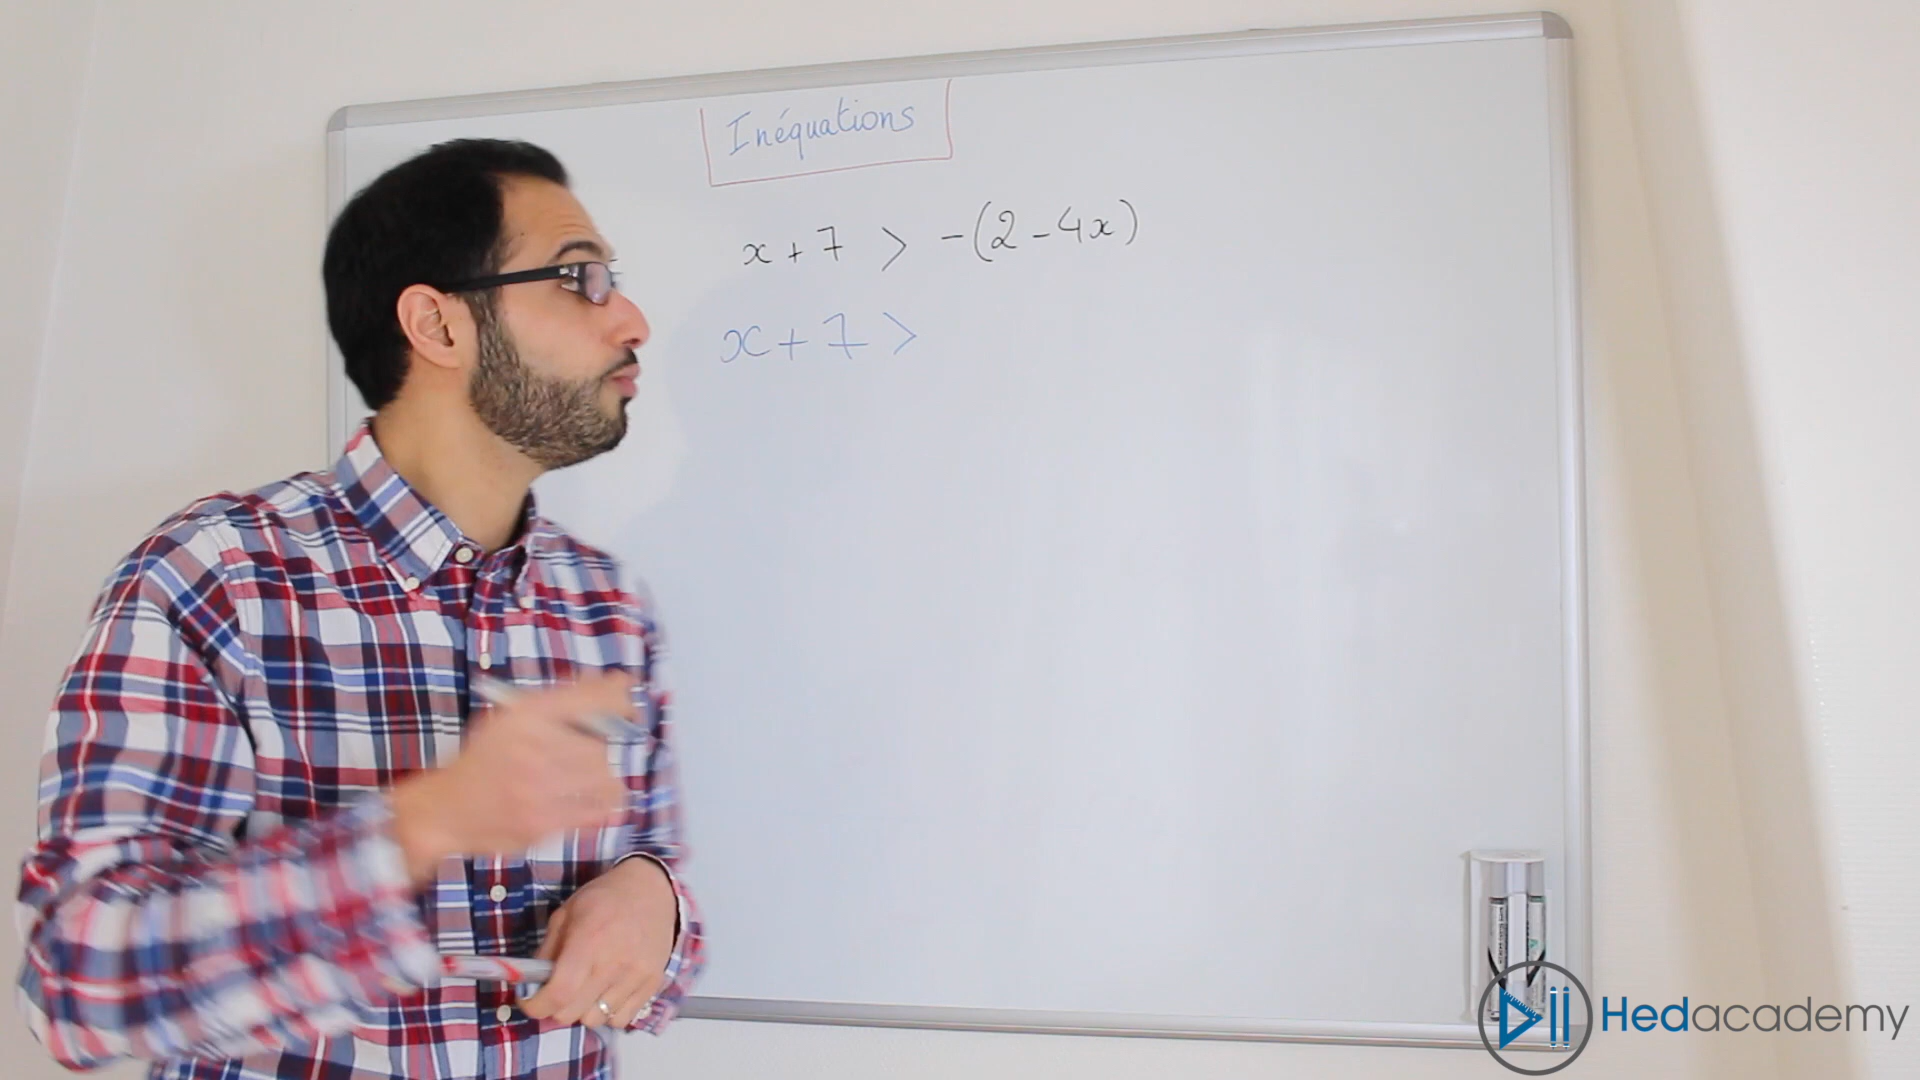 Inéquations
x + 7 > -(2 - 4x)
x + 7 >
Hedacademy